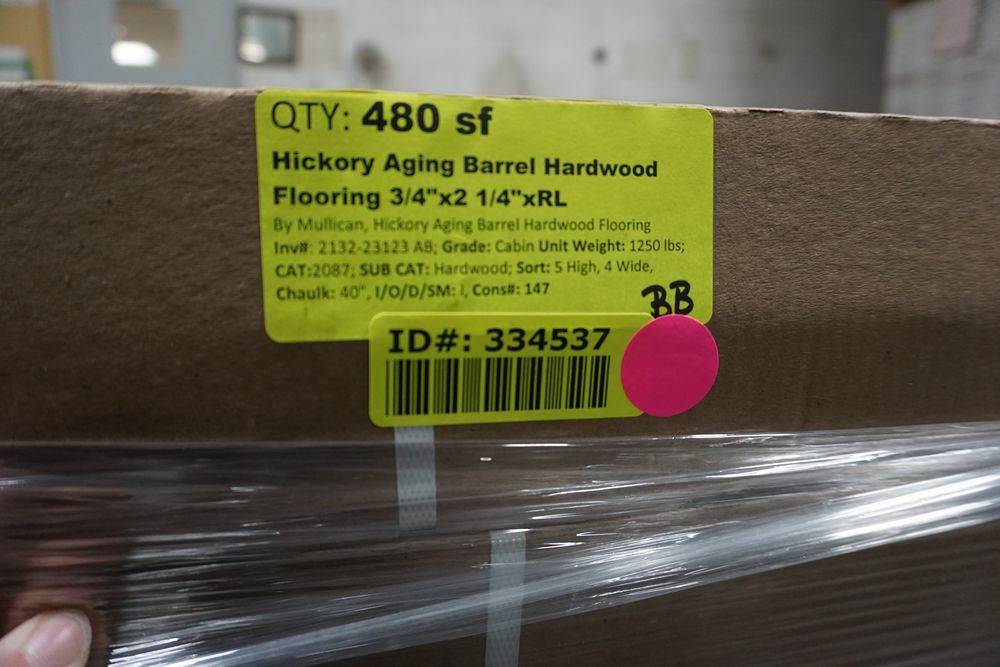 QTY: 480 sf
Hickory Aging Barrel Hardwood
Flooring 3/4"x2 1/4"xRL
By Mullican, Hickory Aging Barrel Hardwood Flooring
Inv#: 2132-23123 AB; Grade: Cabin Unit Weight: 1250 lbs;
CAT:2087; SUB CAT: Hardwood; Sort: 5 High, 4 Wide,
Chaulk: 40", I/O/D/SM: I, Cons#: 147
BB
ID#: 334537